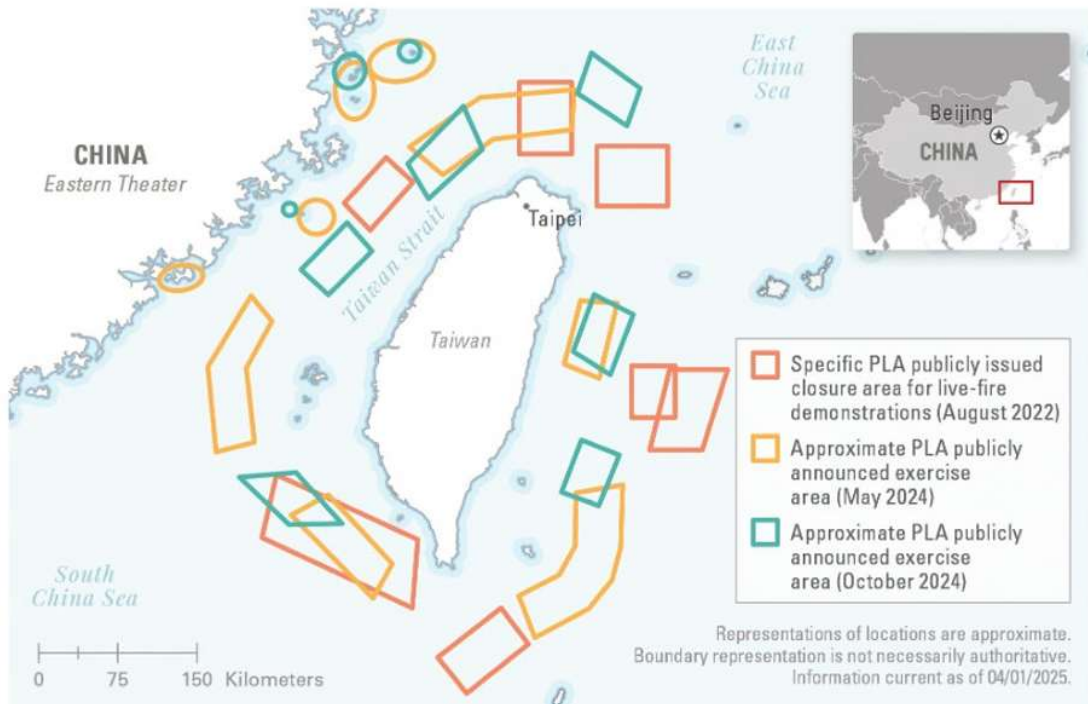 East
China
Sea
CHINA
Eastern Theater
Beijing
CHINA
Taipei
Taiwan Strait
Taiwan
Specific PLA publicly issued
closure area for live-fire
demonstrations (August 2022)
Approximate PLA publicly
announced exercise
area (May 2024)
Approximate PLA publicly
announced exercise
area (October 2024)
South
China Sea
0 75 150 Kilometers
Representations of locations are approximate.
Boundary representation is not necessarily authoritative.
Information current as of 04/01/2025.